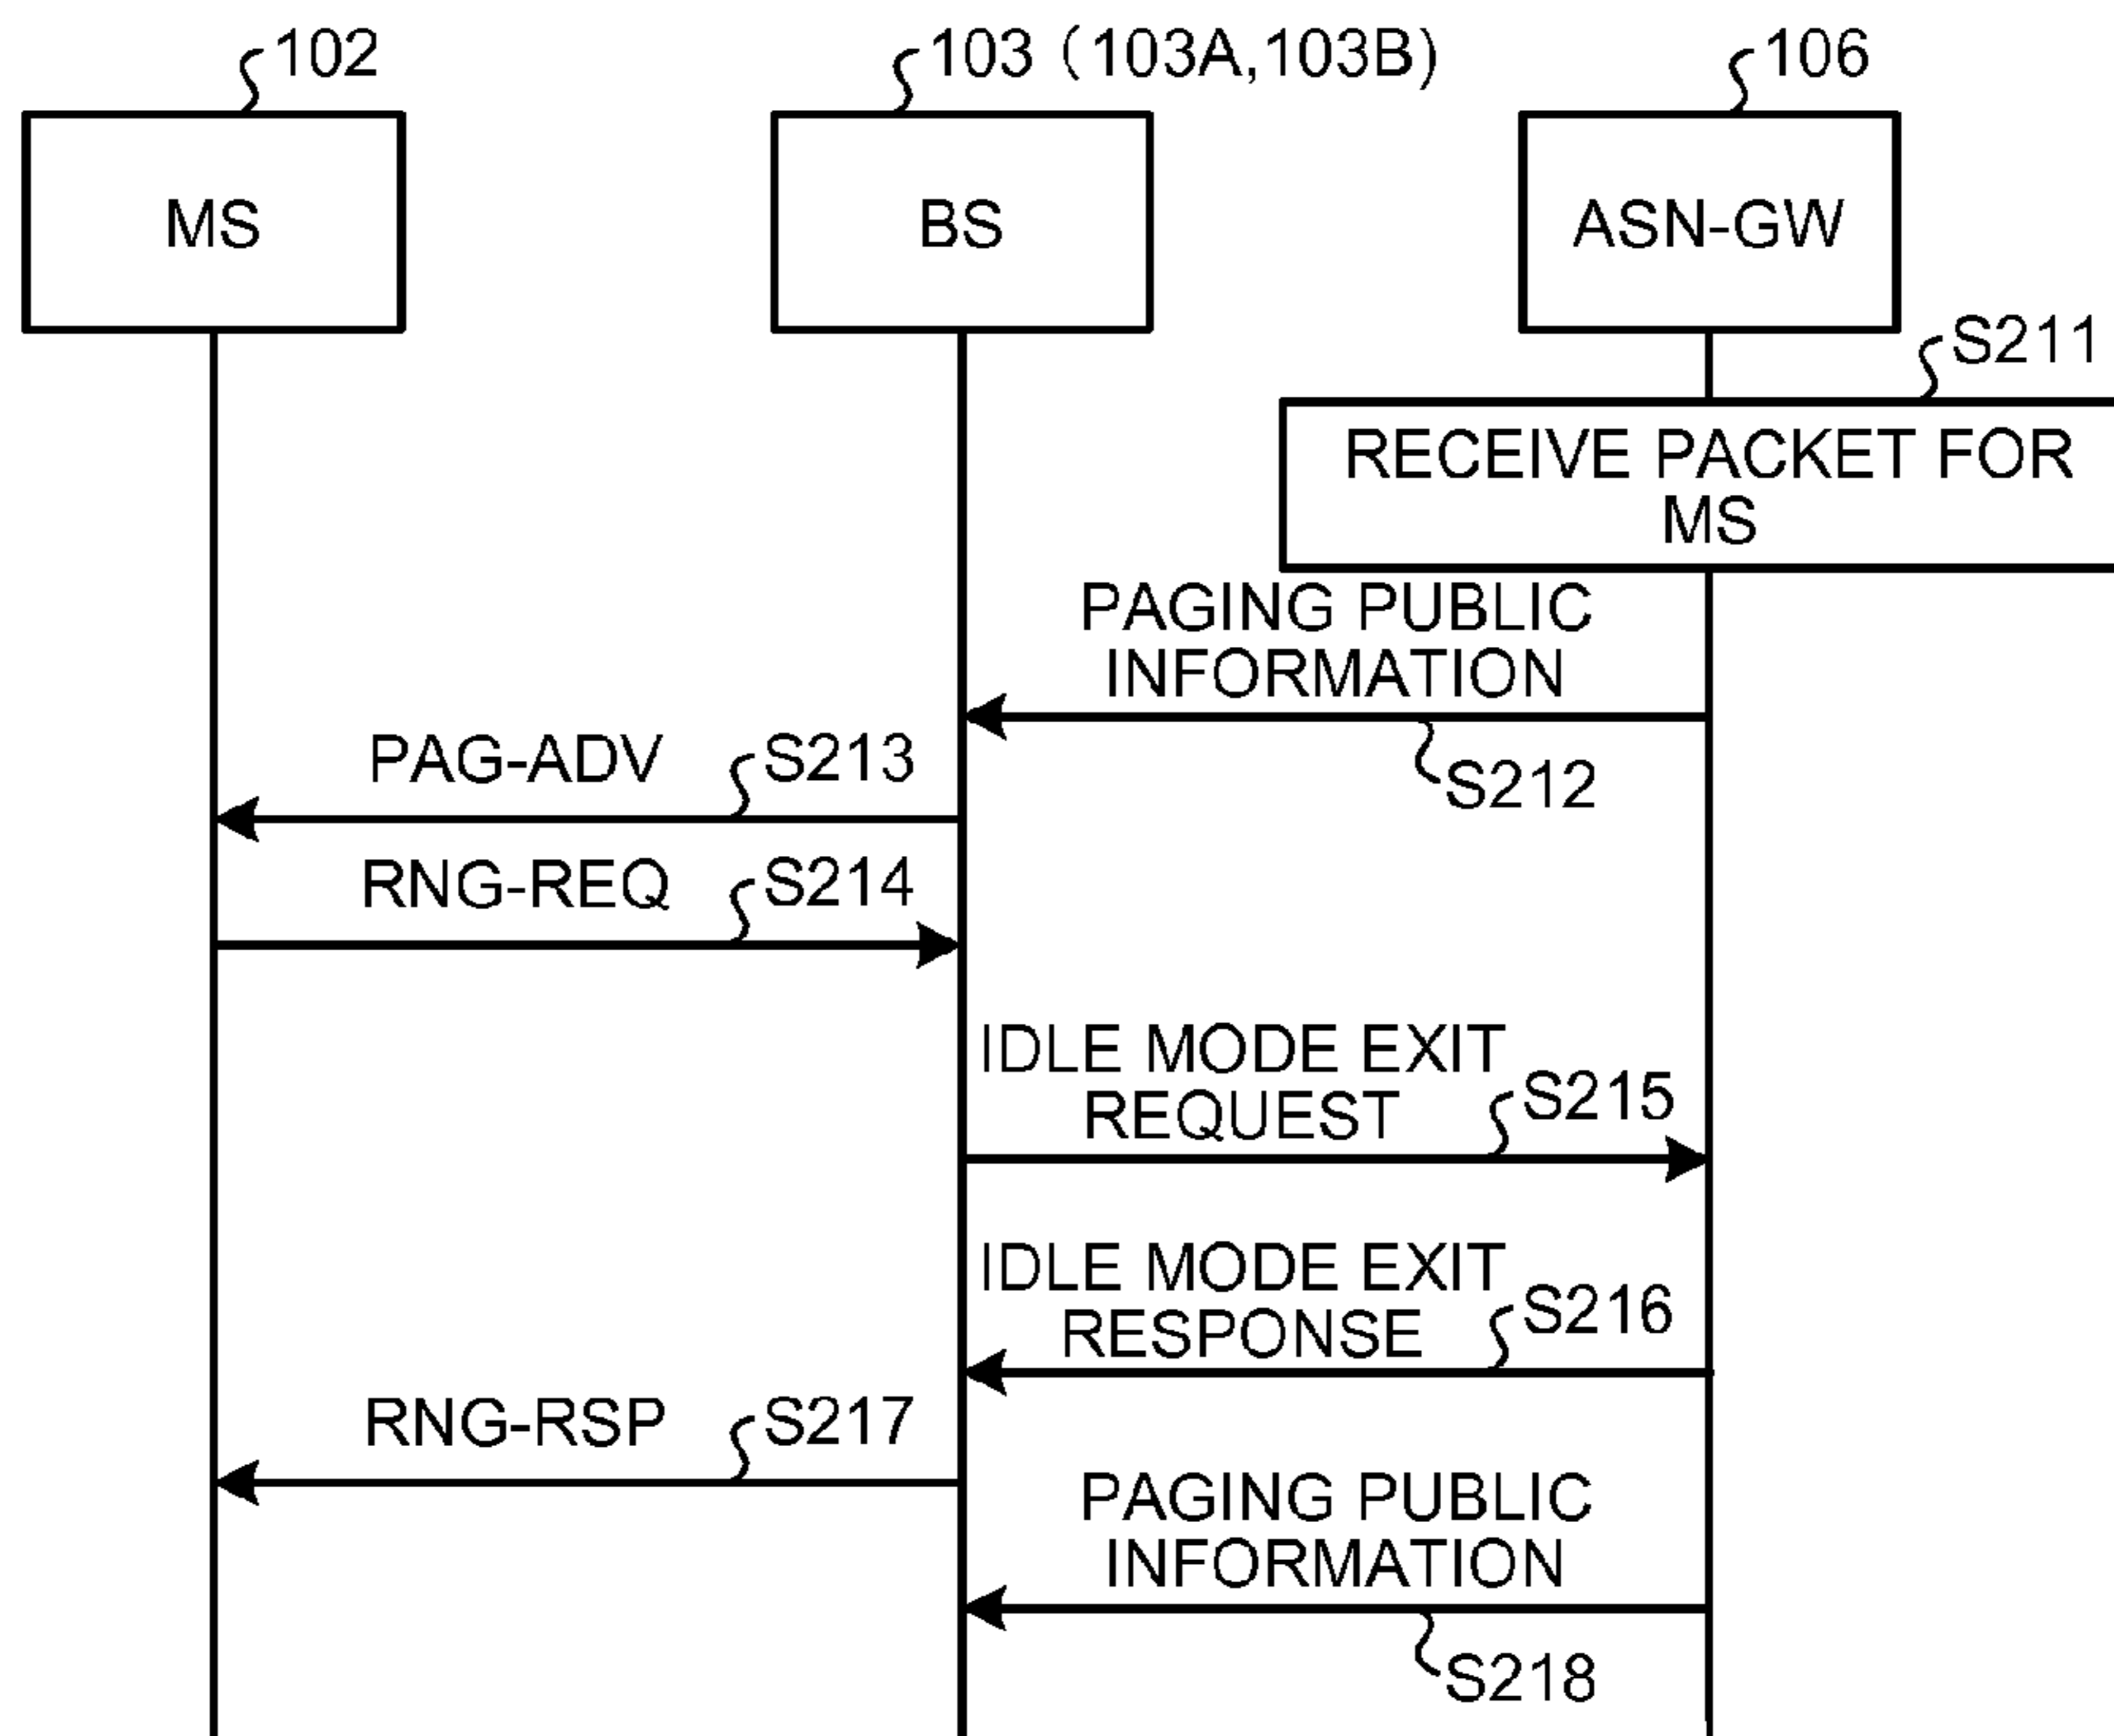 102
103 (103A,103B)
106
MS
BS
ASN-GW
S211
RECEIVE PACKET FOR
MS
PAGING PUBLIC
INFORMATION
S212
PAG-ADV
S213
RNG-REQ
S214
IDLE MODE EXIT
REQUEST
S215
IDLE MODE EXIT
RESPONSE
S216
RNG-RSP
S217
PAGING PUBLIC
INFORMATION
S218